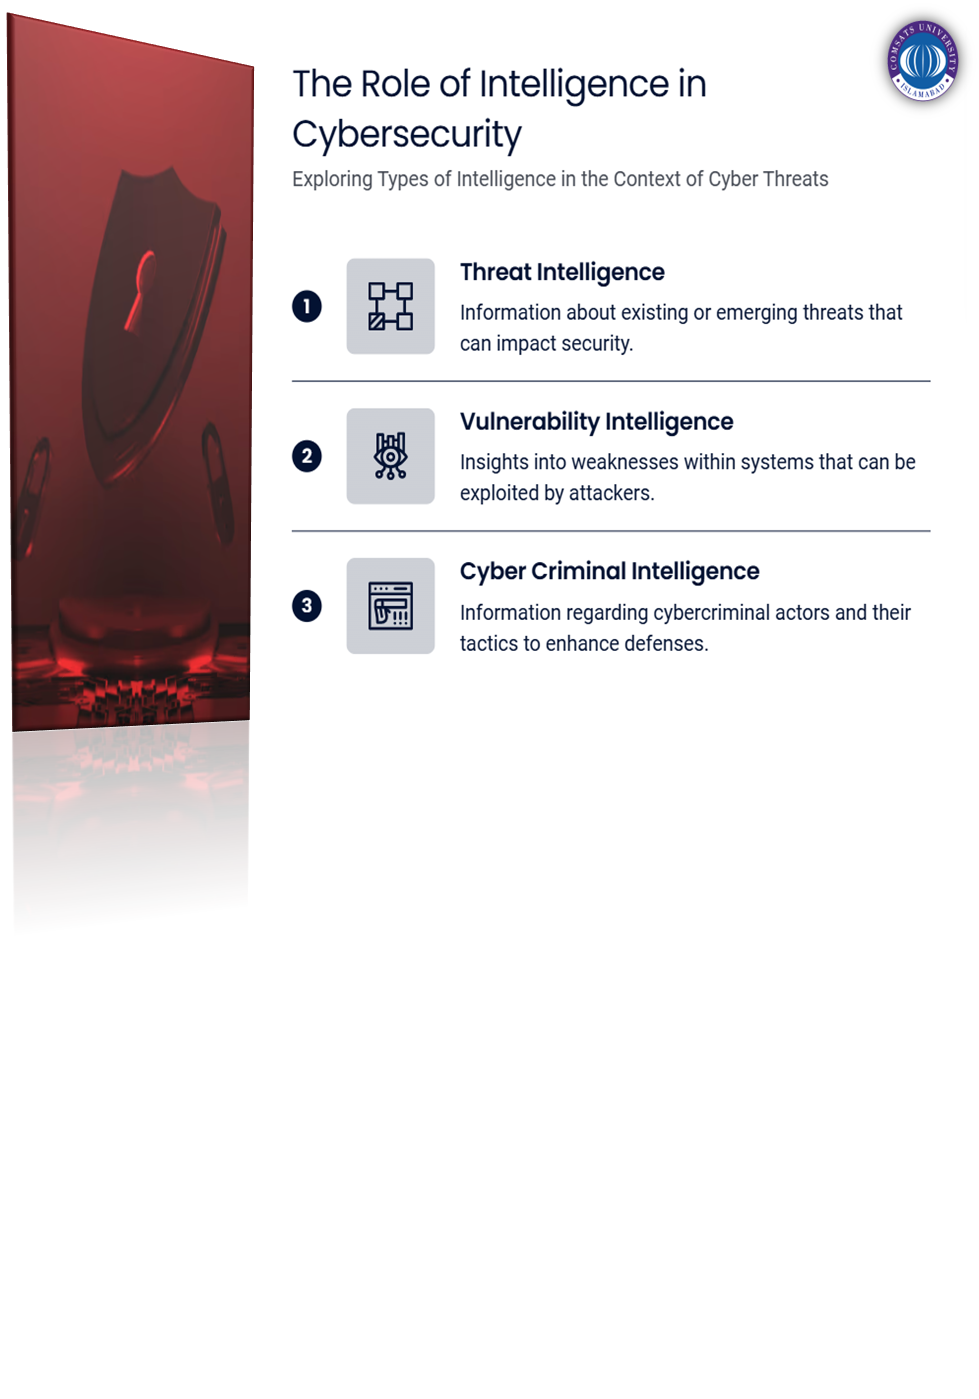 COMSATS UNIVERSITY
ISLAMABAD
The Role of Intelligence in
Cybersecurity
Exploring Types of Intelligence in the Context of Cyber Threats
1
Threat Intelligence
Information about existing or emerging threats that
can impact security.
2
Vulnerability Intelligence
Insights into weaknesses within systems that can be
exploited by attackers.
3
Cyber Criminal Intelligence
Information regarding cybercriminal actors and their
tactics to enhance defenses.